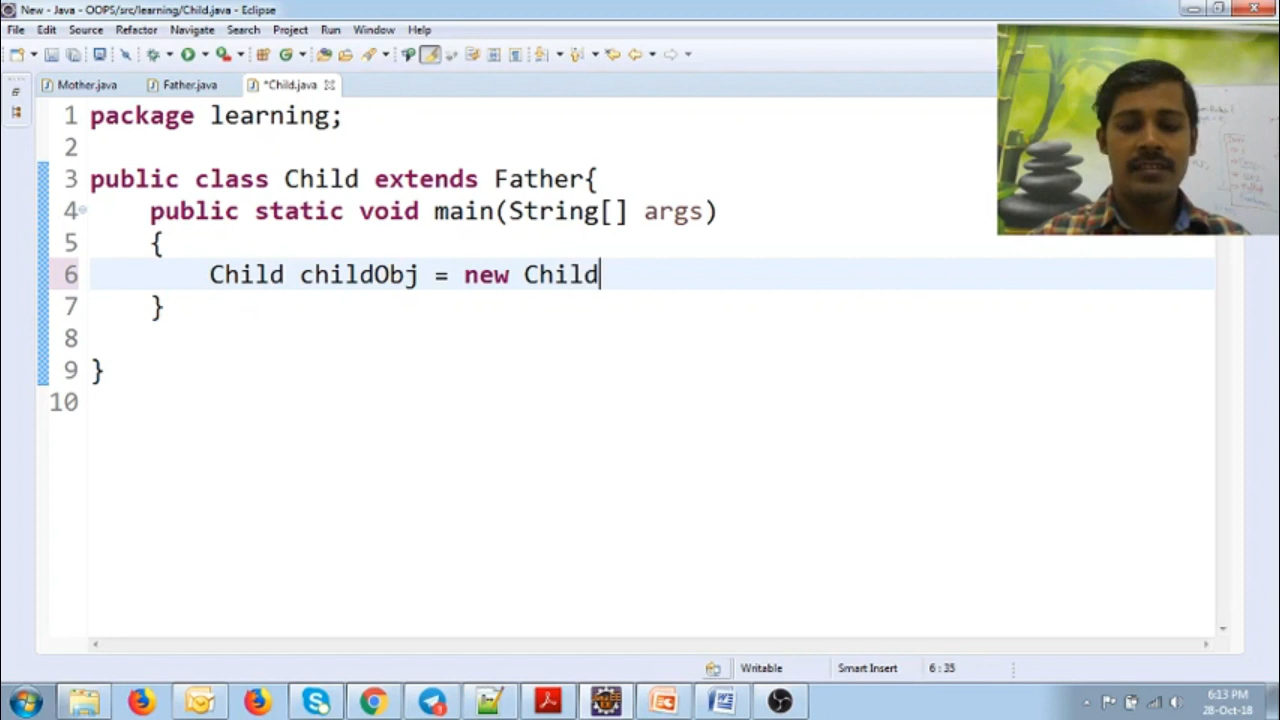 New - Java - OOPS/src/learning/Child.java - Eclipse
File Edit Source Refactor Navigate Search Project Run Window Help
Mother.java Father.java *Child.java
1 package learning;
2
3 public class Child extends Father{
4 public static void main(String[] args)
5 {
6 Child childObj = new Child
7 }
8
9 }
10
Writable Smart Insert 6 : 35
6:13 PM
28-Oct-18